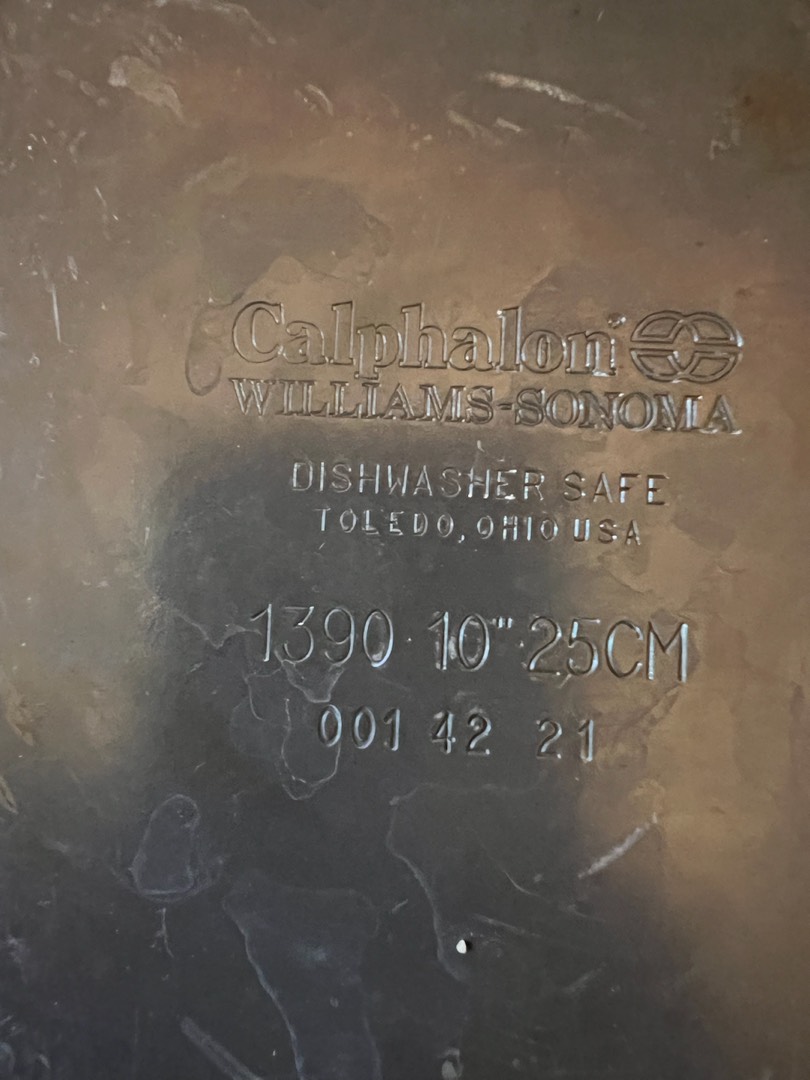 Calphalon®
WILLIAMS-SONOMA
DISHWASHER SAFE
TOLEDO, OHIO USA
1390 10" 25CM
001 42 21